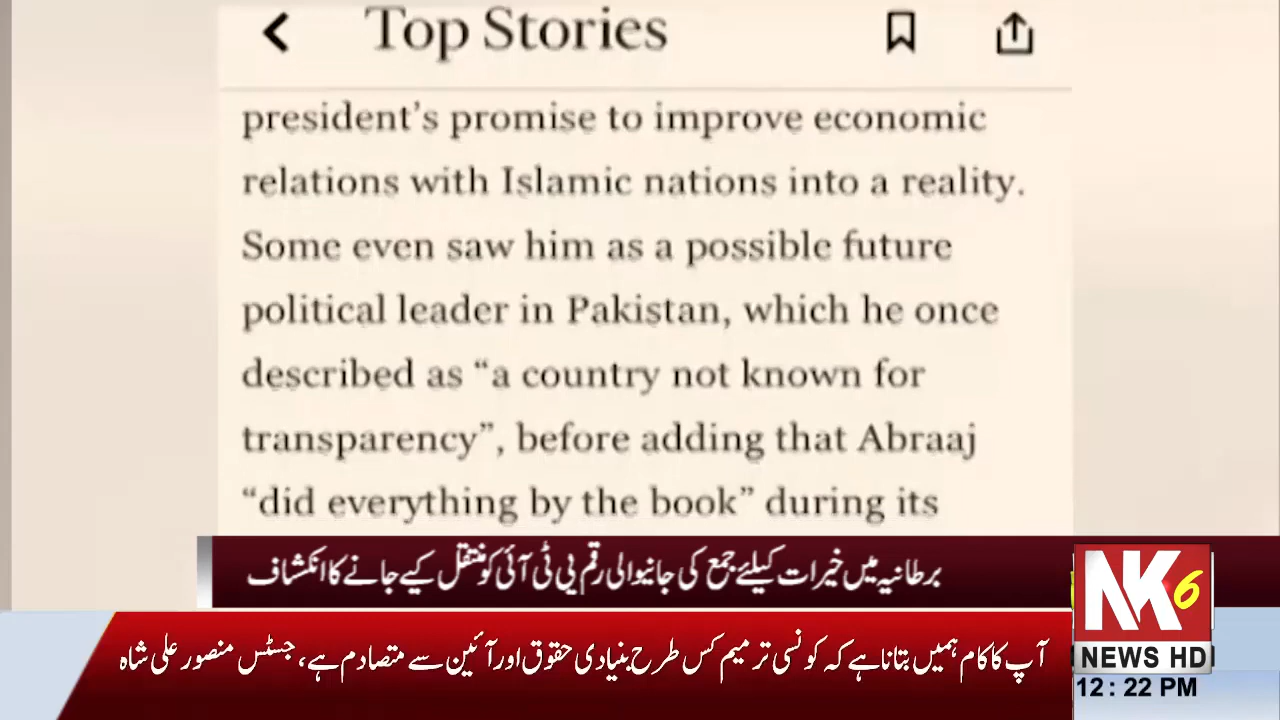 Top Stories
president's promise to improve economic
relations with Islamic nations into a reality.
Some even saw him as a possible future
political leader in Pakistan, which he once
described as “a country not known for
transparency”, before adding that Abraaj
“did everything by the book” during its
برطانیہ میں خیرات کیلئے جمع کی جانیوالی رقم پی ٹی آئی کو منتقل کیے جانے کا انکشاف
آپ کا کام ہمیں بتانا ہے کہ کونسی ترمیم کس طرح بنیادی حقوق اور آئین سے متصادم ہے، جسٹس منصور علی شاہ
NK6
NEWS HD
12 : 22 PM